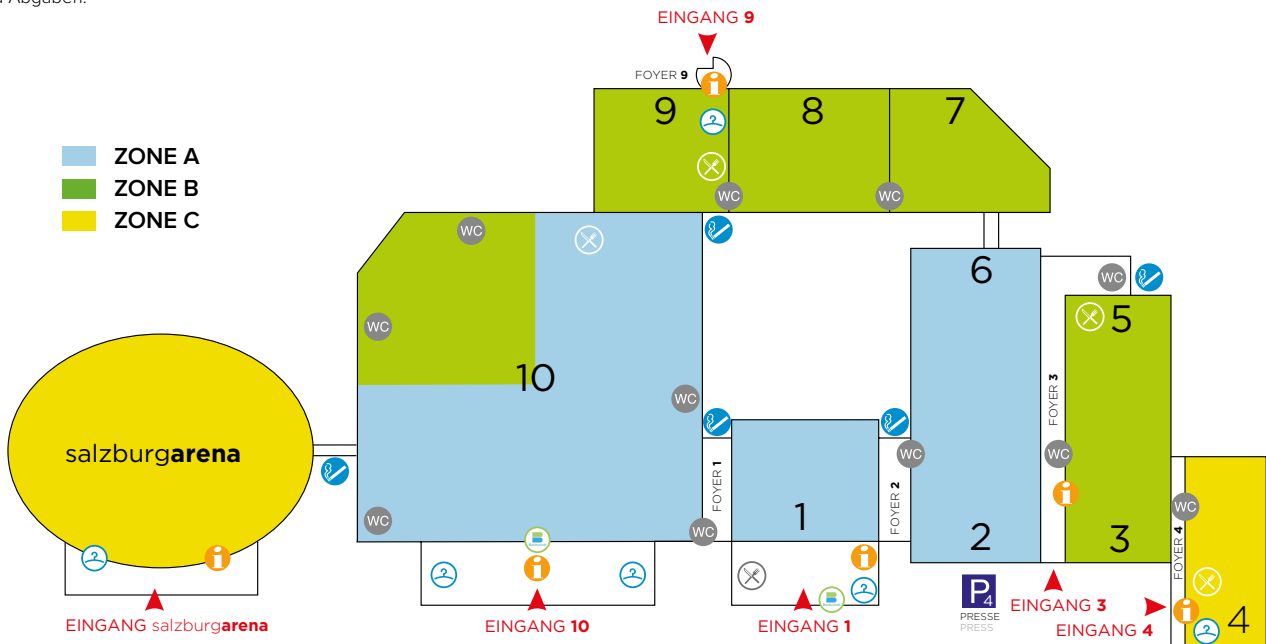 d Abgaben.
EINGANG 9
FOYER 9
9
8
7
ZONE A
ZONE B
ZONE C
WC
WC
WC
6
WC
5
WC
10
WC
FOYER 3
salzburgarena
WC
WC
FOYER 1
1
FOYER 2
WC
WC
WC
2
3
FOYER 4
P4
PRESSE
PRESS
4
EINGANG salzburgarena
EINGANG 10
EINGANG 1
EINGANG 3
EINGANG 4